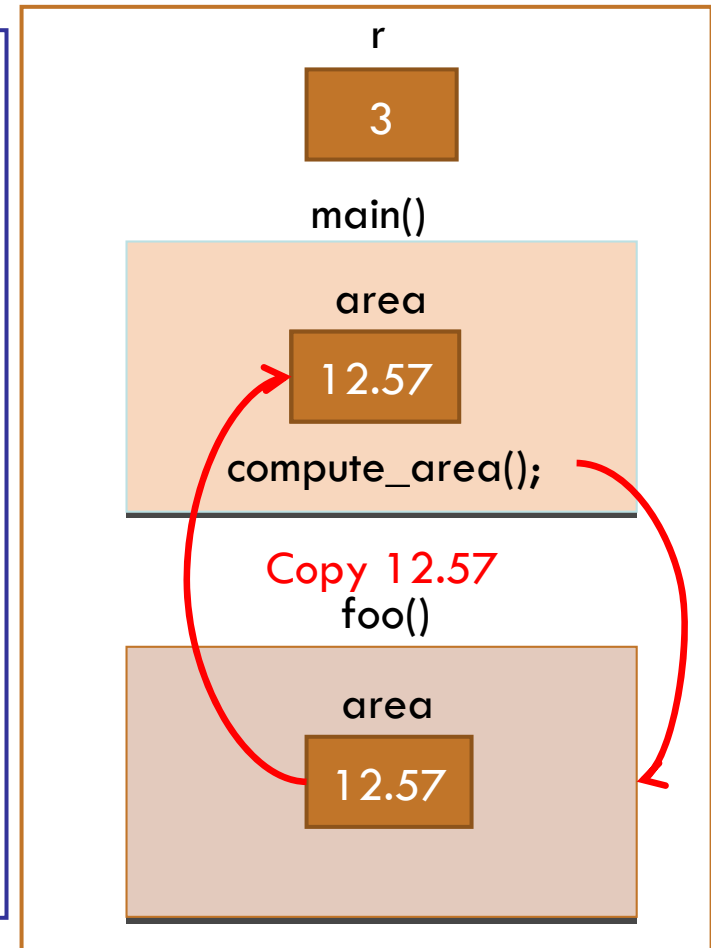 r
3
main()
area
12.57
compute_area();
Copy 12.57
foo()
area
12.57